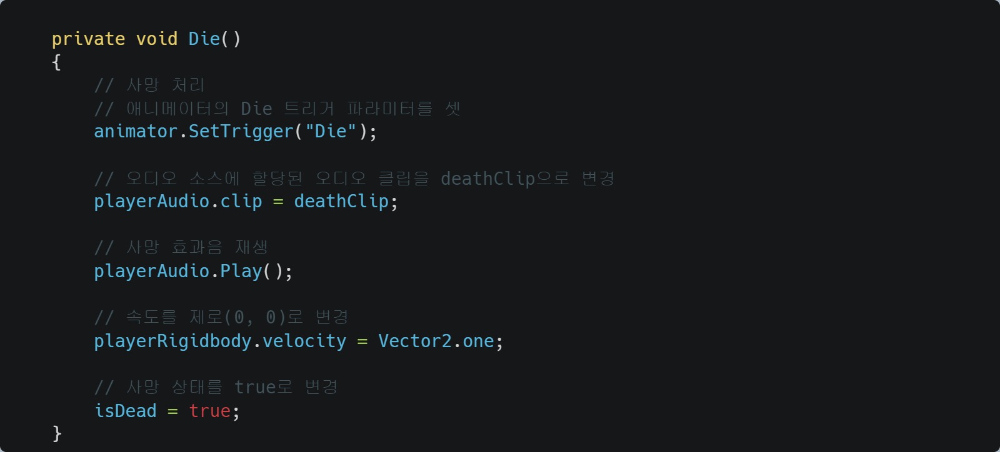 private void Die()
{
// 사망 처리
// 애니메이터의 Die 트리거 파라미터를 셋
animator.SetTrigger("Die");
// 오디오 소스에 할당된 오디오 클립을 deathClip으로 변경
playerAudio.clip = deathClip;
// 사망 효과음 재생
playerAudio.Play();
// 속도를 제로(0, 0)로 변경
playerRigidbody.velocity = Vector2.one;
// 사망 상태를 true로 변경
isDead = true;
}